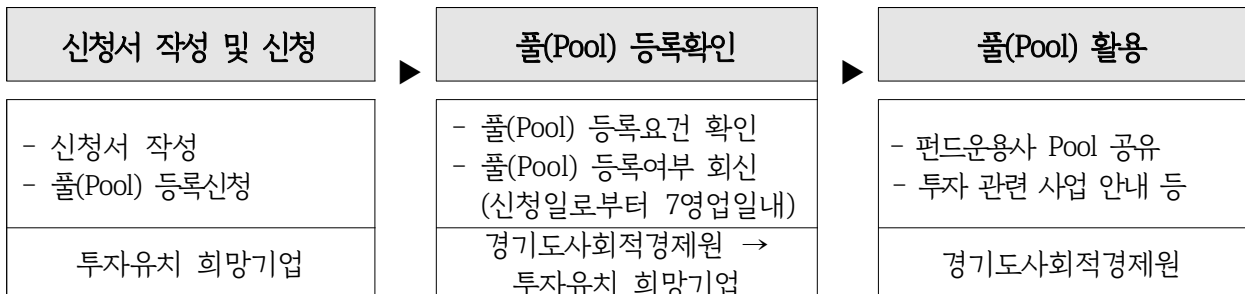 신청서 작성 및 신청
▶
풀(Pool) 등록확인
▶
풀(Pool) 활용
- 신청서 작성
- 풀(Pool) 등록신청
- 풀(Pool) 등록요건 확인
- 풀(Pool) 등록여부 회신
(신청일로부터 7영업일내)
- 펀드운용사 Pool 공유
- 투자 관련 사업 안내 등
투자유치 희망기업
경기도사회적경제원 →
투자유치 희망기업
경기도사회적경제원